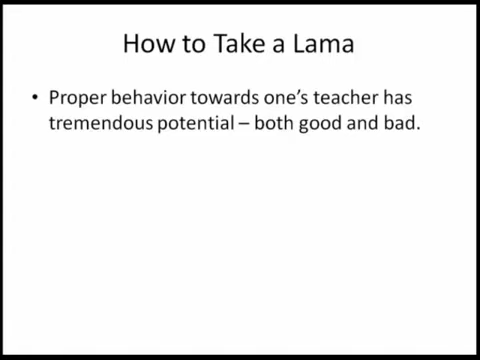 How to Take a Lama
• Proper behavior towards one's teacher has
tremendous potential – both good and bad.